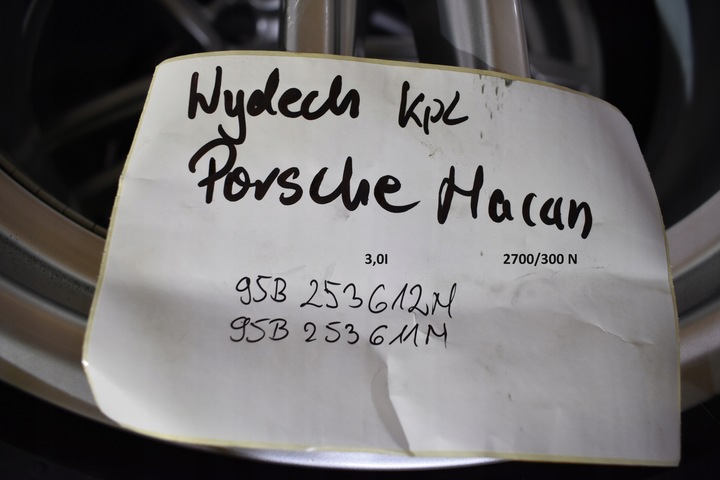 Wydech kpl
Porsche Macan
3,0l 2700/300 N
95B 253612M
95B 253611M